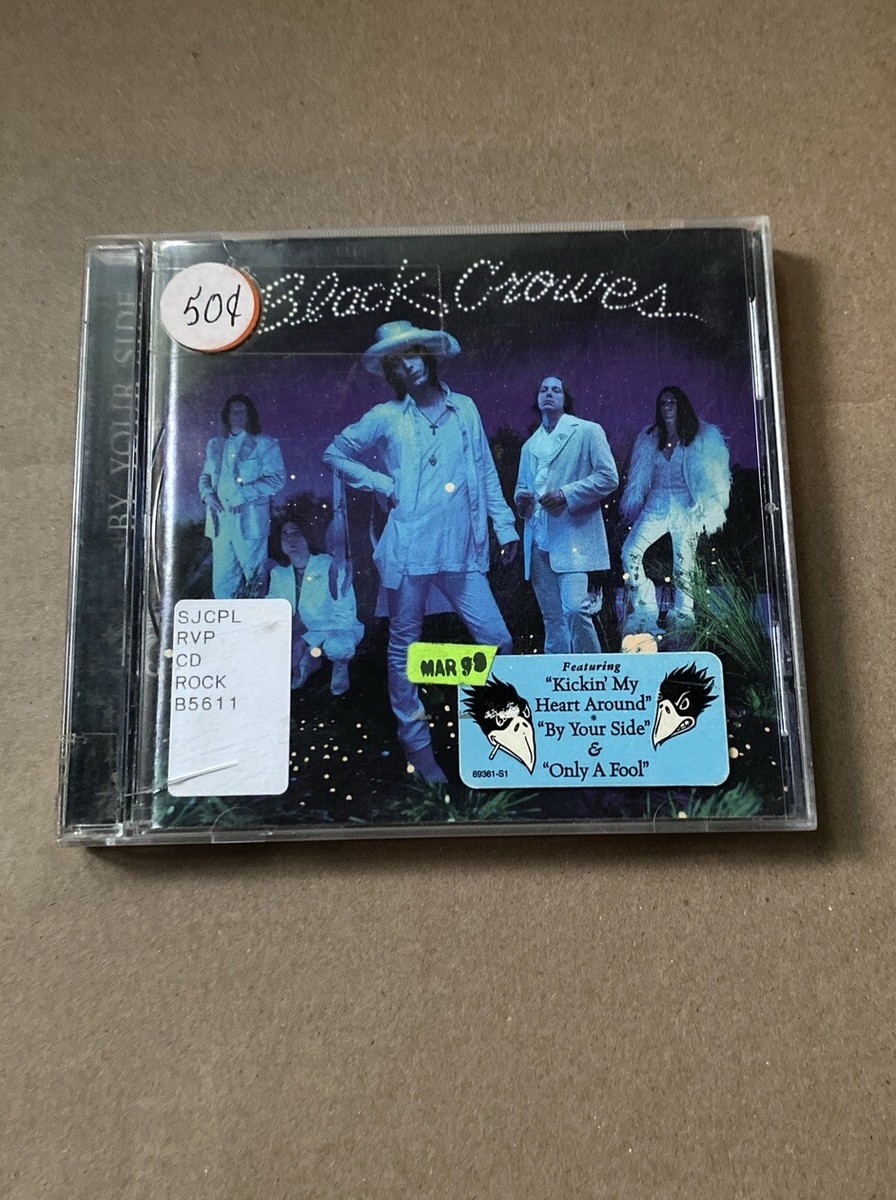 50¢
Black Crowes
BY YOUR SIDE
SJCPL
RVP
CD
ROCK
B5611
MAR 99
Featuring
"Kickin' My
Heart Around"
*
"By Your Side"
&
"Only A Fool"
69361-S1